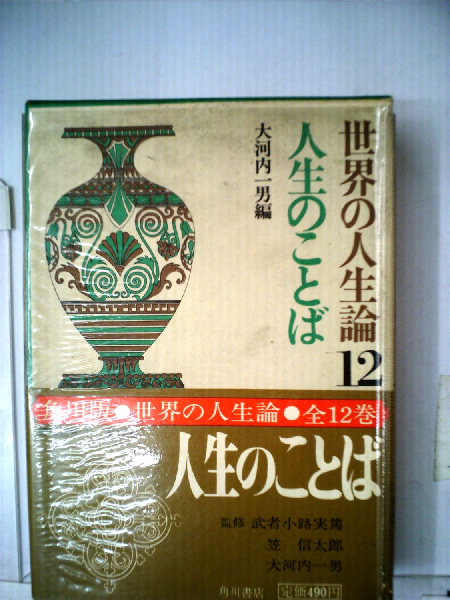 世界の人生論
12
人生のことば
大河内一男編
角川版●世界の人生論●全12巻
人生のことば
監修 武者小路実篤
笠 信太郎
大河内一男
角川書店
定価490円